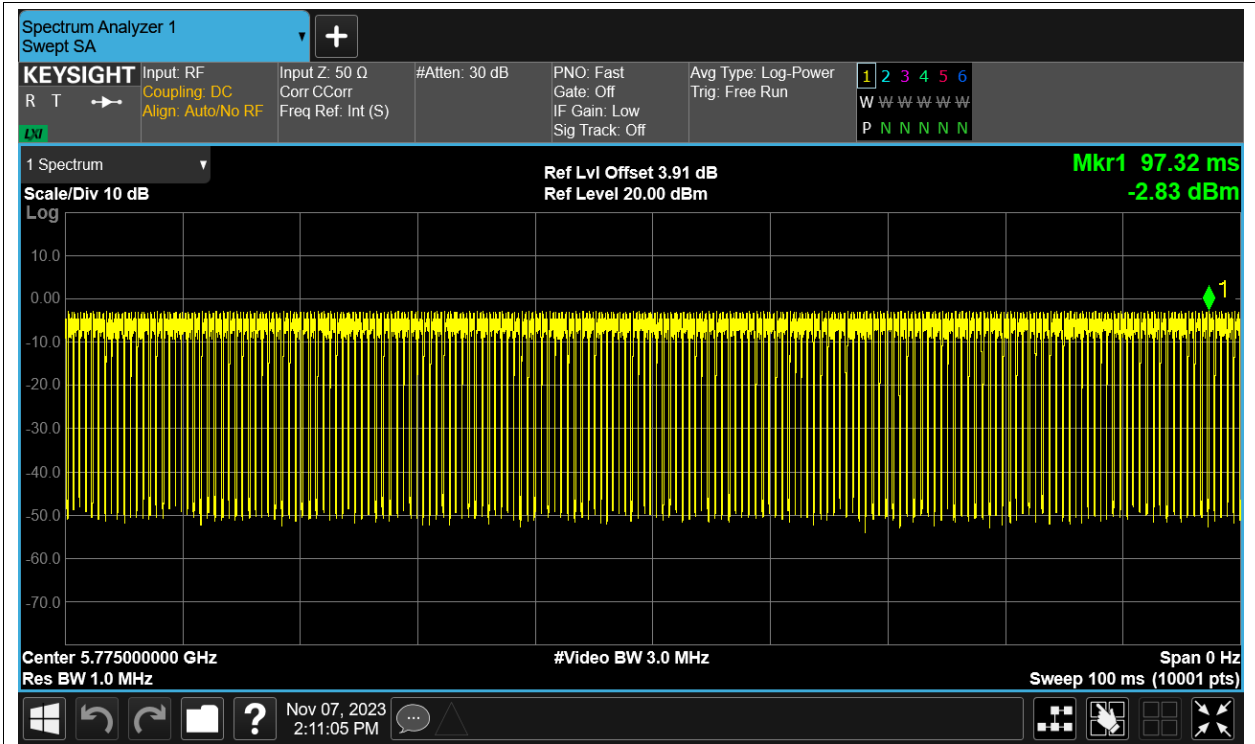 Spectrum Analyzer 1
Swept SA
KEYSIGHT
R T
LXI
Input: RF
Coupling: DC
Align: Auto/No RF
Input Z: 50 Ω
Corr CCorr
Freq Ref: Int (S)
#Atten: 30 dB
PNO: Fast
Gate: Off
IF Gain: Low
Sig Track: Off
Avg Type: Log-Power
Trig: Free Run
1 2 3 4 5 6
W W W W W W
P N N N N N
1 Spectrum
Scale/Div 10 dB
Ref Lvl Offset 3.91 dB
Ref Level 20.00 dBm
Mkr1 97.32 ms
-2.83 dBm
Log
10.0
0.00
-10.0
-20.0
-30.0
-40.0
-50.0
-60.0
-70.0
1
Center 5.775000000 GHz
Res BW 1.0 MHz
#Video BW 3.0 MHz
Span 0 Hz
Sweep 100 ms (10001 pts)
?
Nov 07, 2023
2:11:05 PM